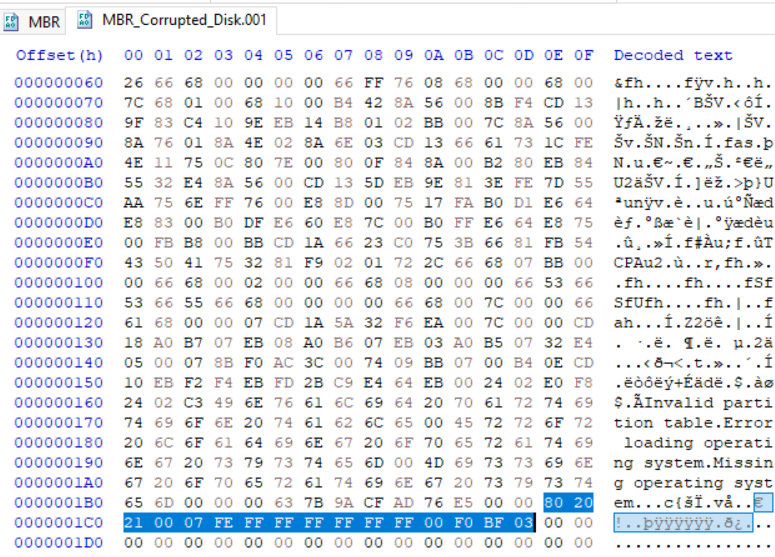 MBR MBR_Corrupted_Disk.001
Offset(h) 00 01 02 03 04 05 06 07 08 09 0A 0B 0C 0D 0E 0F Decoded text
000000060 26 66 68 00 00 00 00 66 FF 76 08 68 00 00 68 00 &fh....fÿv.h..h.
000000070 7C 68 01 00 68 10 00 B4 42 8A 56 00 8B F4 CD 13 |h..h..´BŠV.‹ôÍ.
000000080 9F 83 C4 10 9E EB 14 B8 01 02 BB 00 7C 8A 56 00 ŸƒÄ.žë.¸..».|ŠV.
000000090 8A 76 01 8A 4E 02 8A 6E 03 CD 13 66 61 73 1C FE Šv.ŠN.Šn.Í.fas.þ
0000000A0 4E 11 75 0C 80 7E 00 80 0F 84 8A 00 B2 80 EB 84 N.u.€~.€.„Š.²€ë„
0000000B0 55 32 E4 8A 56 00 CD 13 5D EB 9E 81 3E FE 7D 55 U2äŠV.Í.]ëž.>þ}U
0000000C0 AA 75 6E FF 76 00 E8 8D 00 75 17 FA B0 D1 E6 64 ªunÿv.è..u.ú°Ñæd
0000000D0 E8 83 00 B0 DF E6 60 E8 7C 00 B0 FF E6 64 E8 75 èƒ.°ßæ`è|.°ÿædèu
0000000E0 00 FB B8 00 BB CD 1A 66 23 C0 75 3B 66 81 FB 54 .û¸.»Í.f#Àu;f.ûT
0000000F0 43 50 41 75 32 81 F9 02 01 72 2C 66 68 07 BB 00 CPAu2.ù..r,fh.».
000000100 00 66 68 00 02 00 00 66 68 08 00 00 00 66 53 66 .fh....fh....fSf
000000110 53 66 55 66 68 00 00 00 00 66 68 00 7C 00 00 66 SfUfh....fh.|..f
000000120 61 68 00 00 07 CD 1A 5A 32 F6 EA 00 7C 00 00 CD ah...Í.Z2öê.|..Í
000000130 18 A0 B7 07 EB 08 A0 B6 07 EB 03 A0 B5 07 32 E4 . ·.ë. ¶.ë. µ.2ä
000000140 05 00 07 8B F0 AC 3C 00 74 09 BB 07 00 B4 0E CD ...‹ð¬<.t.»..´.Í
000000150 10 EB F2 F4 EB FD 2B C9 E4 64 EB 00 24 02 E0 F8 .ëòôëý+Éädë.$.àø
000000160 24 02 C3 49 6E 76 61 6C 69 64 20 70 61 72 74 69 $.ÃInvalid parti
000000170 74 69 6F 6E 20 74 61 62 6C 65 00 45 72 72 6F 72 tion table.Error
000000180 20 6C 6F 61 64 69 6E 67 20 6F 70 65 72 61 74 69  loading operati
000000190 6E 67 20 73 79 73 74 65 6D 00 4D 69 73 73 69 6E ng system.Missin
0000001A0 67 20 6F 70 65 72 61 74 69 6E 67 20 73 79 73 74 g operating syst
0000001B0 65 6D 00 00 00 63 7B 9A CF AD 76 E5 00 00 80 20 em...c{šÏ.vå..€
0000001C0 21 00 07 FE FF FF FF FF FF FF 00 F0 BF 03 00 00 !..þÿÿÿÿÿÿ.ð¿...
0000001D0 00 00 00 00 00 00 00 00 00 00 00 00 00 00 00 00 ................